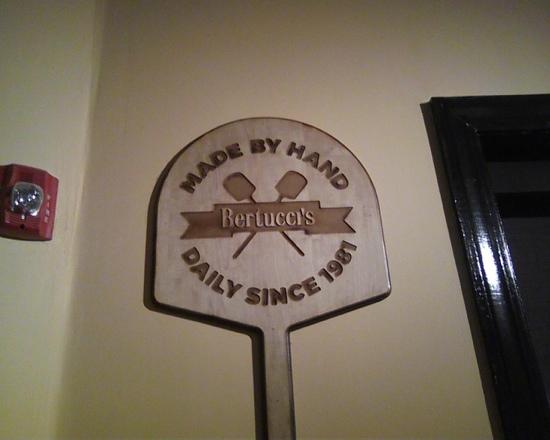 MADE BY HAND
Bertucci's
DAILY SINCE 1981